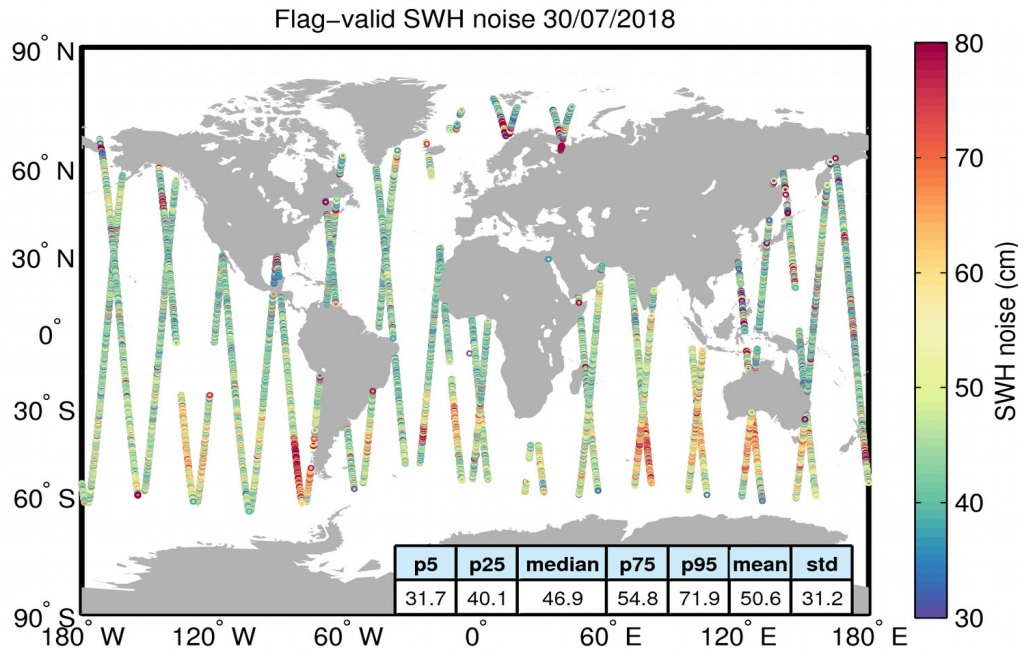 Flag−valid SWH noise 30/07/2018
90° N
60° N
30° N
0°
30° S
60° S
90° S
180° W
120° W
60° W
0°
60° E
120° E
180° E
80
70
60
50
40
30
SWH noise (cm)
p5 p25 median p75 p95 mean std
31.7 40.1 46.9 54.8 71.9 50.6 31.2